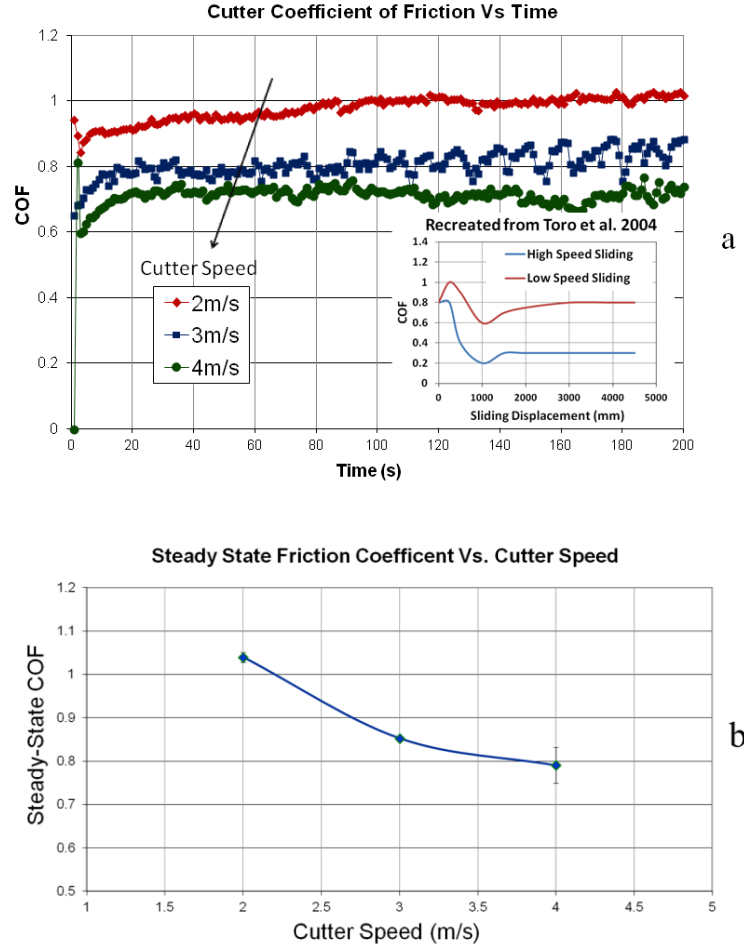 Cutter Coefficient of Friction Vs Time
1.2
1
0.8
0.6
0.4
0.2
0
COF
0 20 40 60 80 100 120 140 160 180 200
Time (s)
Cutter Speed
2m/s
3m/s
4m/s
Recreated from Toro et al. 2004
1.4
1.2
1
0.8
0.6
0.4
0.2
0
COF
High Speed Sliding
Low Speed Sliding
0 1000 2000 3000 4000 5000
Sliding Displacement (mm)
a
Steady State Friction Coefficent Vs. Cutter Speed
1.2
1.1
1
0.9
0.8
0.7
0.6
0.5
Steady-State COF
1 1.5 2 2.5 3 3.5 4 4.5 5
Cutter Speed (m/s)
b